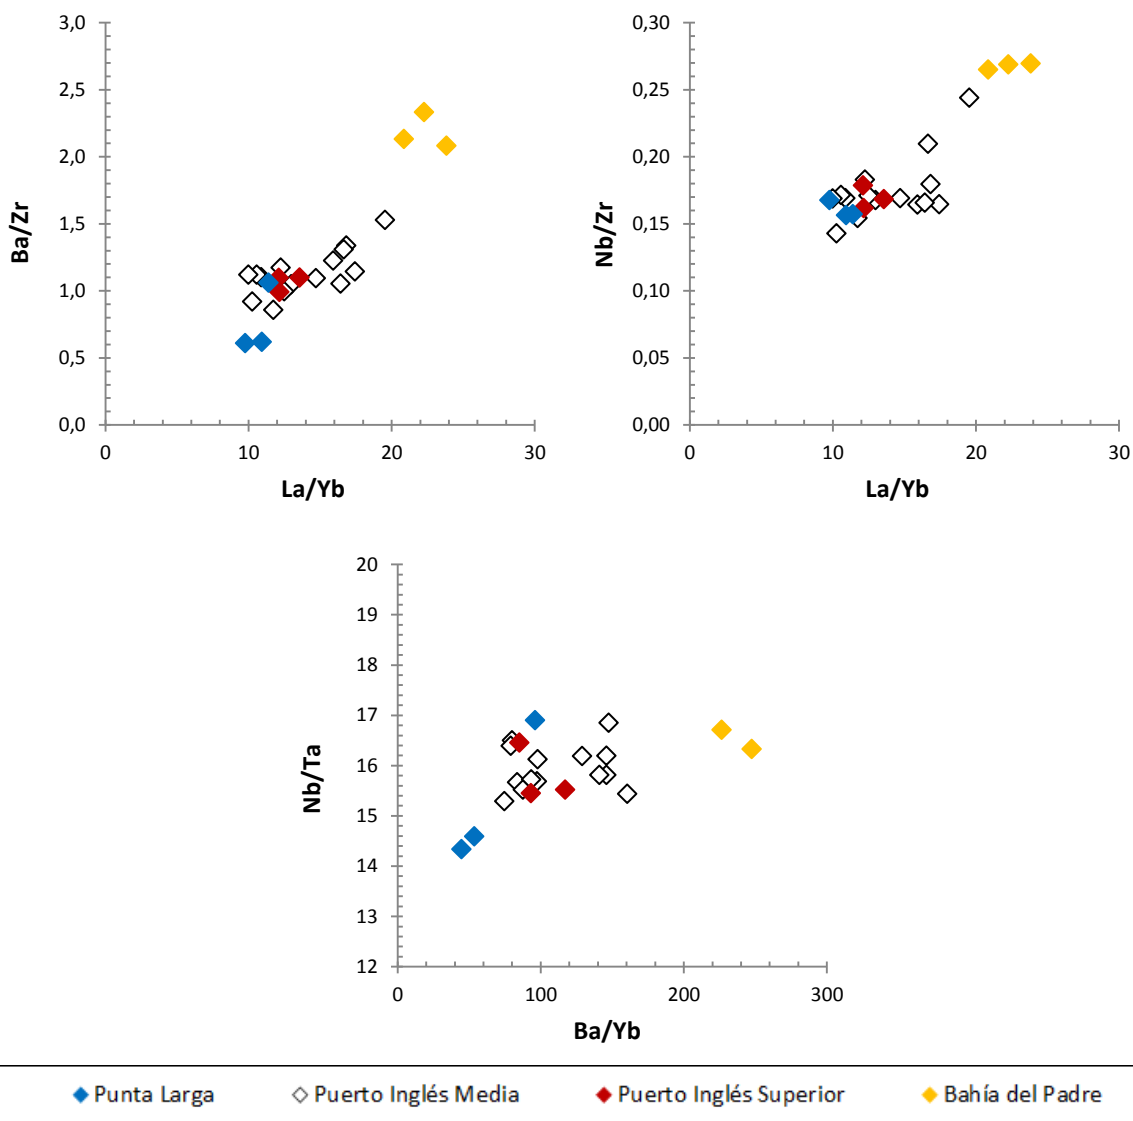 3,0
2,5
2,0
1,5
1,0
0,5
0,0
Ba/Zr
0 10 20 30
La/Yb
0,30
0,25
0,20
0,15
0,10
0,05
0,00
Nb/Zr
0 10 20 30
La/Yb
20
19
18
17
16
15
14
13
12
Nb/Ta
0 100 200 300
Ba/Yb
Punta Larga Puerto Inglés Media Puerto Inglés Superior Bahía del Padre